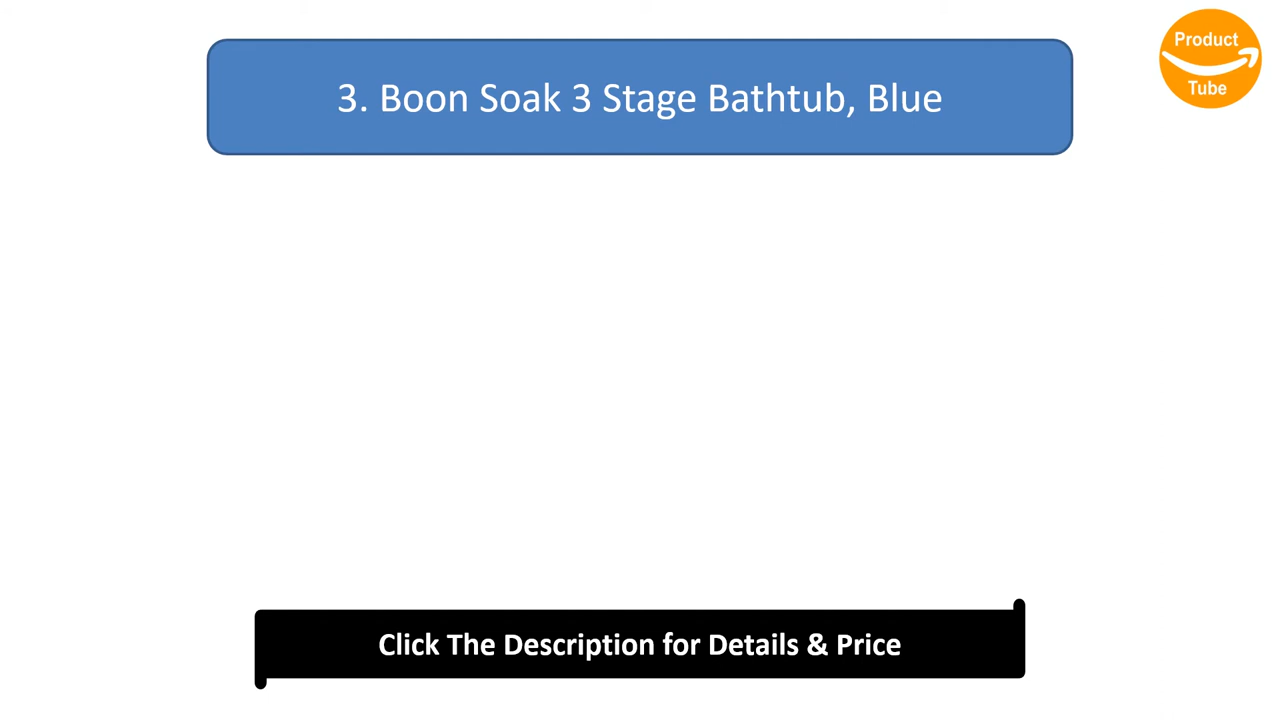 Product
Tube
3. Boon Soak 3 Stage Bathtub, Blue
Click The Description for Details & Price